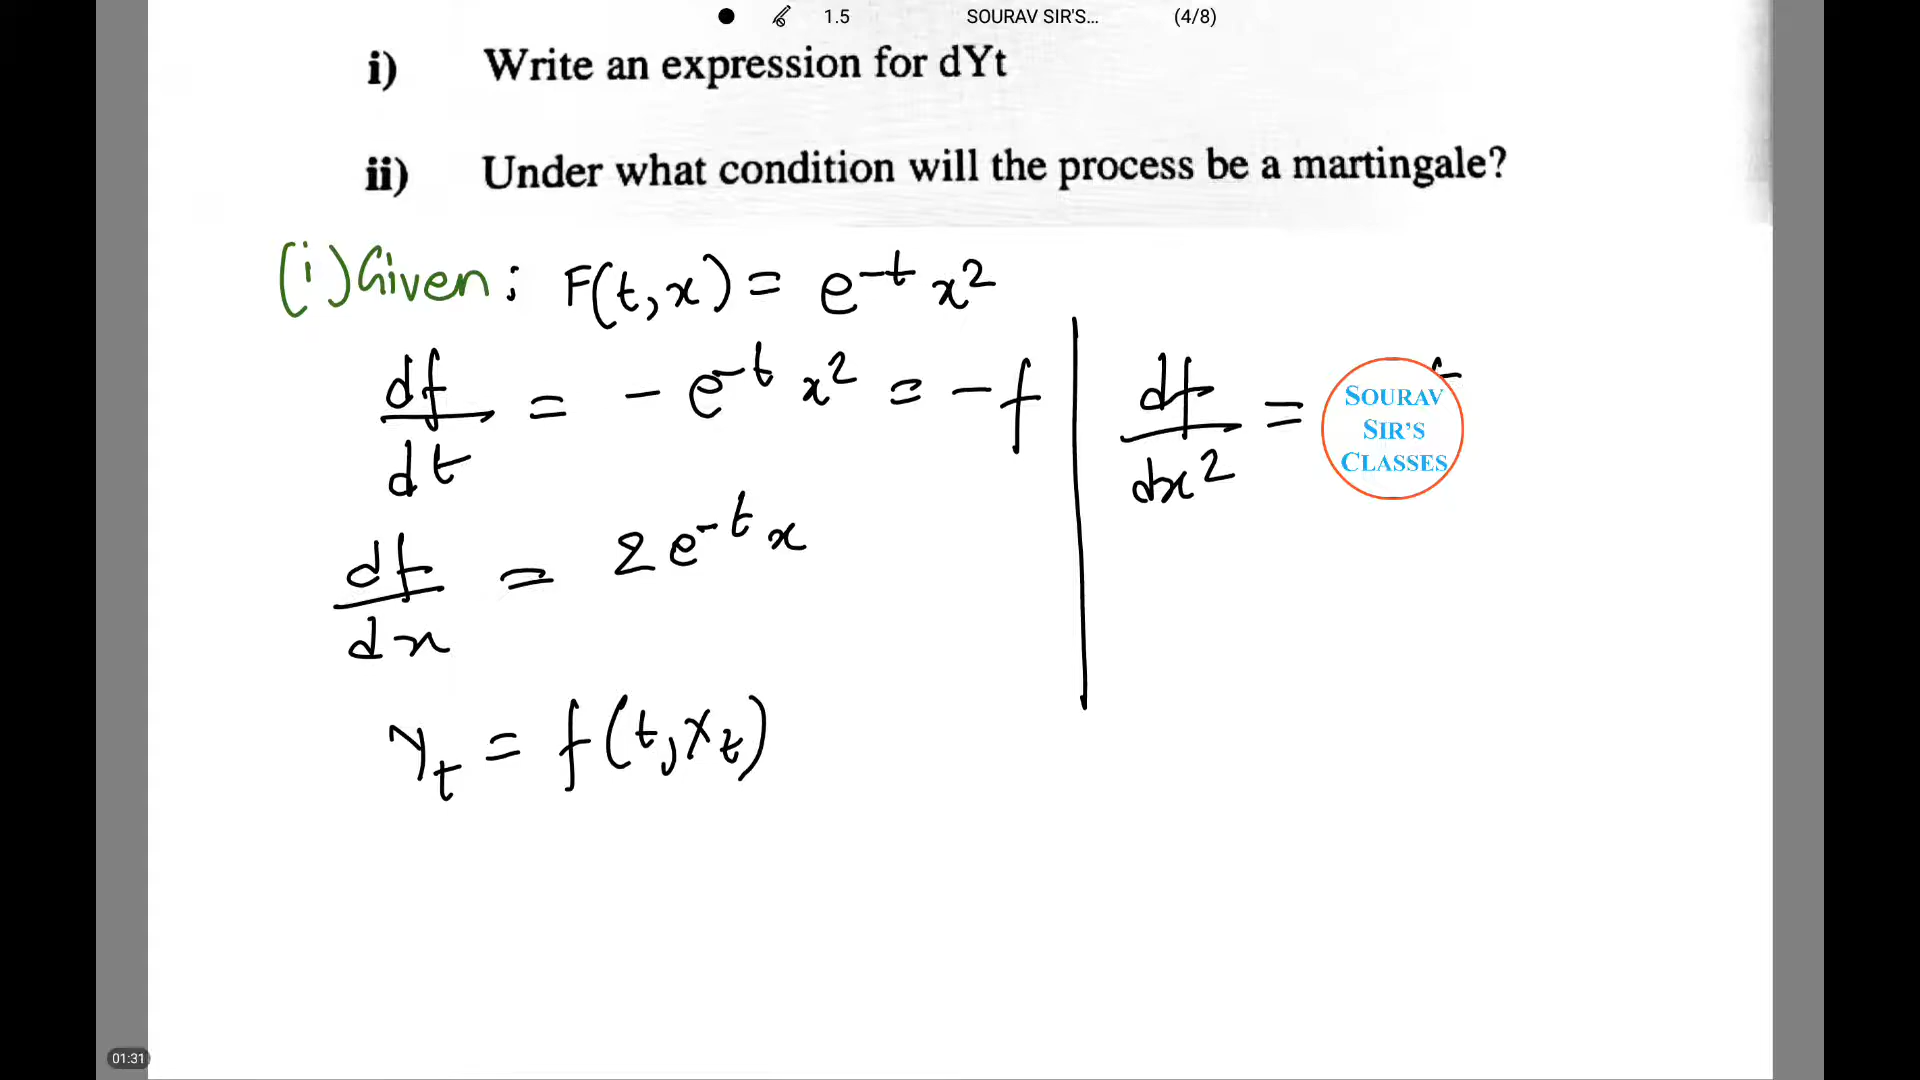 1.5 SOURAV SIR'S... (4/8)
i) Write an expression for dYt
ii) Under what condition will the process be a martingale?
(i) Given; F(t,x) = e^-t x^2
df/dt = - e^-t x^2 = -f
df/dx^2 =
SOURAV
SIR'S
CLASSES
df/dx = 2e^-t x
Y_t = f(t,X_t)
01:31